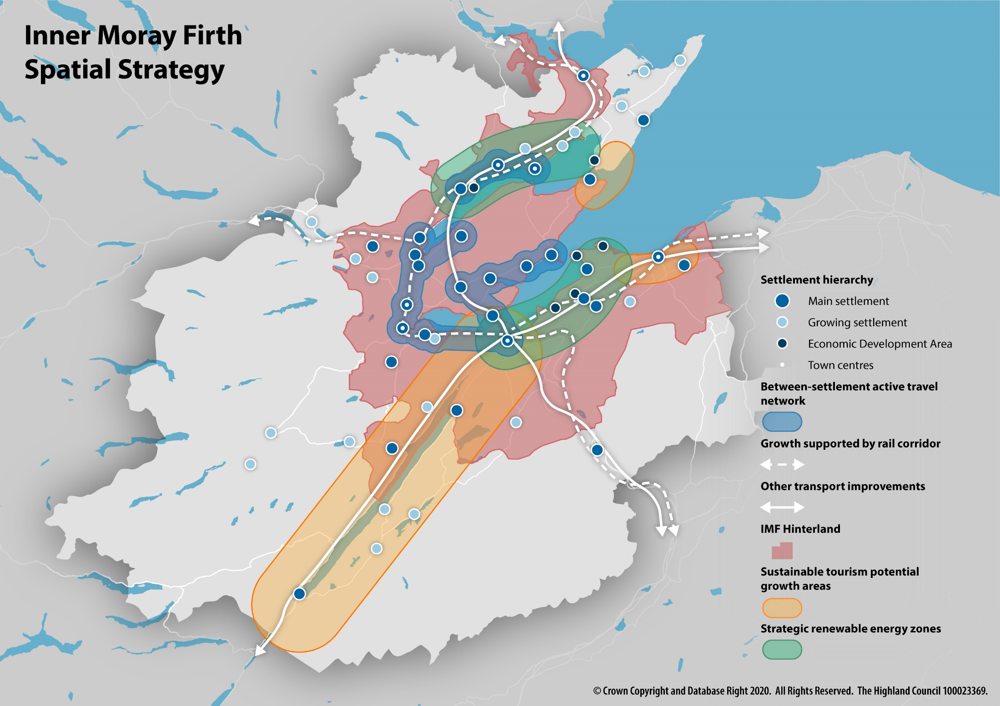 Inner Moray Firth
Spatial Strategy
Settlement hierarchy
Main settlement
Growing settlement
Economic Development Area
Town centres
Between-settlement active travel
network
Growth supported by rail corridor
Other transport improvements
IMF Hinterland
Sustainable tourism potential
growth areas
Strategic renewable energy zones
© Crown Copyright and Database Right 2020. All Rights Reserved. The Highland Council 100023369.